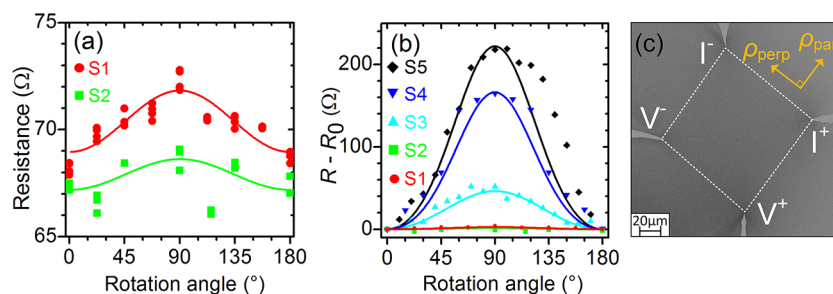 (a)
75
70
65
Resistance (Ω)
S1
S2
0 45 90 135 180
Rotation angle (°)
(b)
200
100
0
R - R0 (Ω)
S5
S4
S3
S2
S1
0 45 90 135 180
Rotation angle (°)
(c)
I-
ρperp
V-
I+
V+
20µm